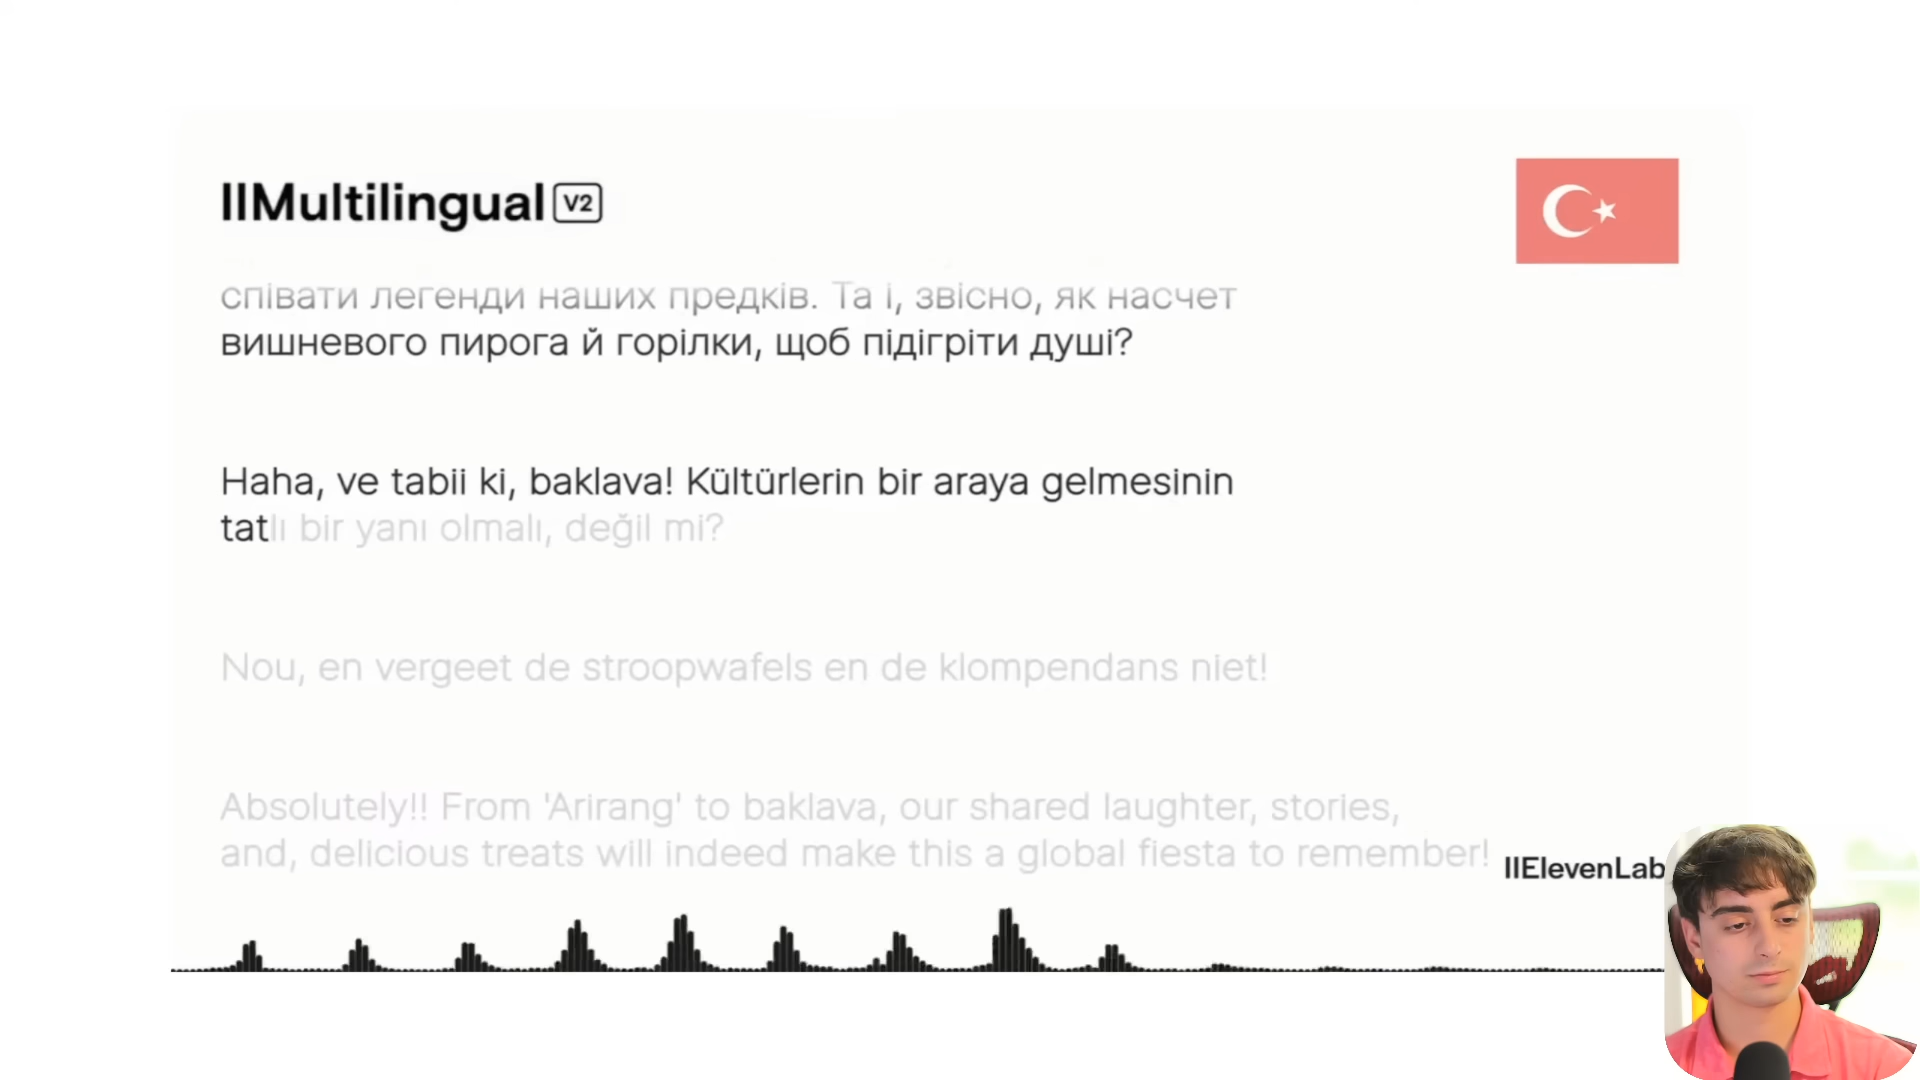 IIMultilingual V2
співати легенди наших предків. Та і, звісно, як насчет
вишневого пирога й горілки, щоб підігріти душі?
Haha, ve tabii ki, baklava! Kültürlerin bir araya gelmesinin
tatlı bir yanı olmalı, değil mi?
Nou, en vergeet de stroopwafels en de klompendans niet!
Absolutely!! From 'Arirang' to baklava, our shared laughter, stories,
and, delicious treats will indeed make this a global fiesta to remember!
IIElevenLab